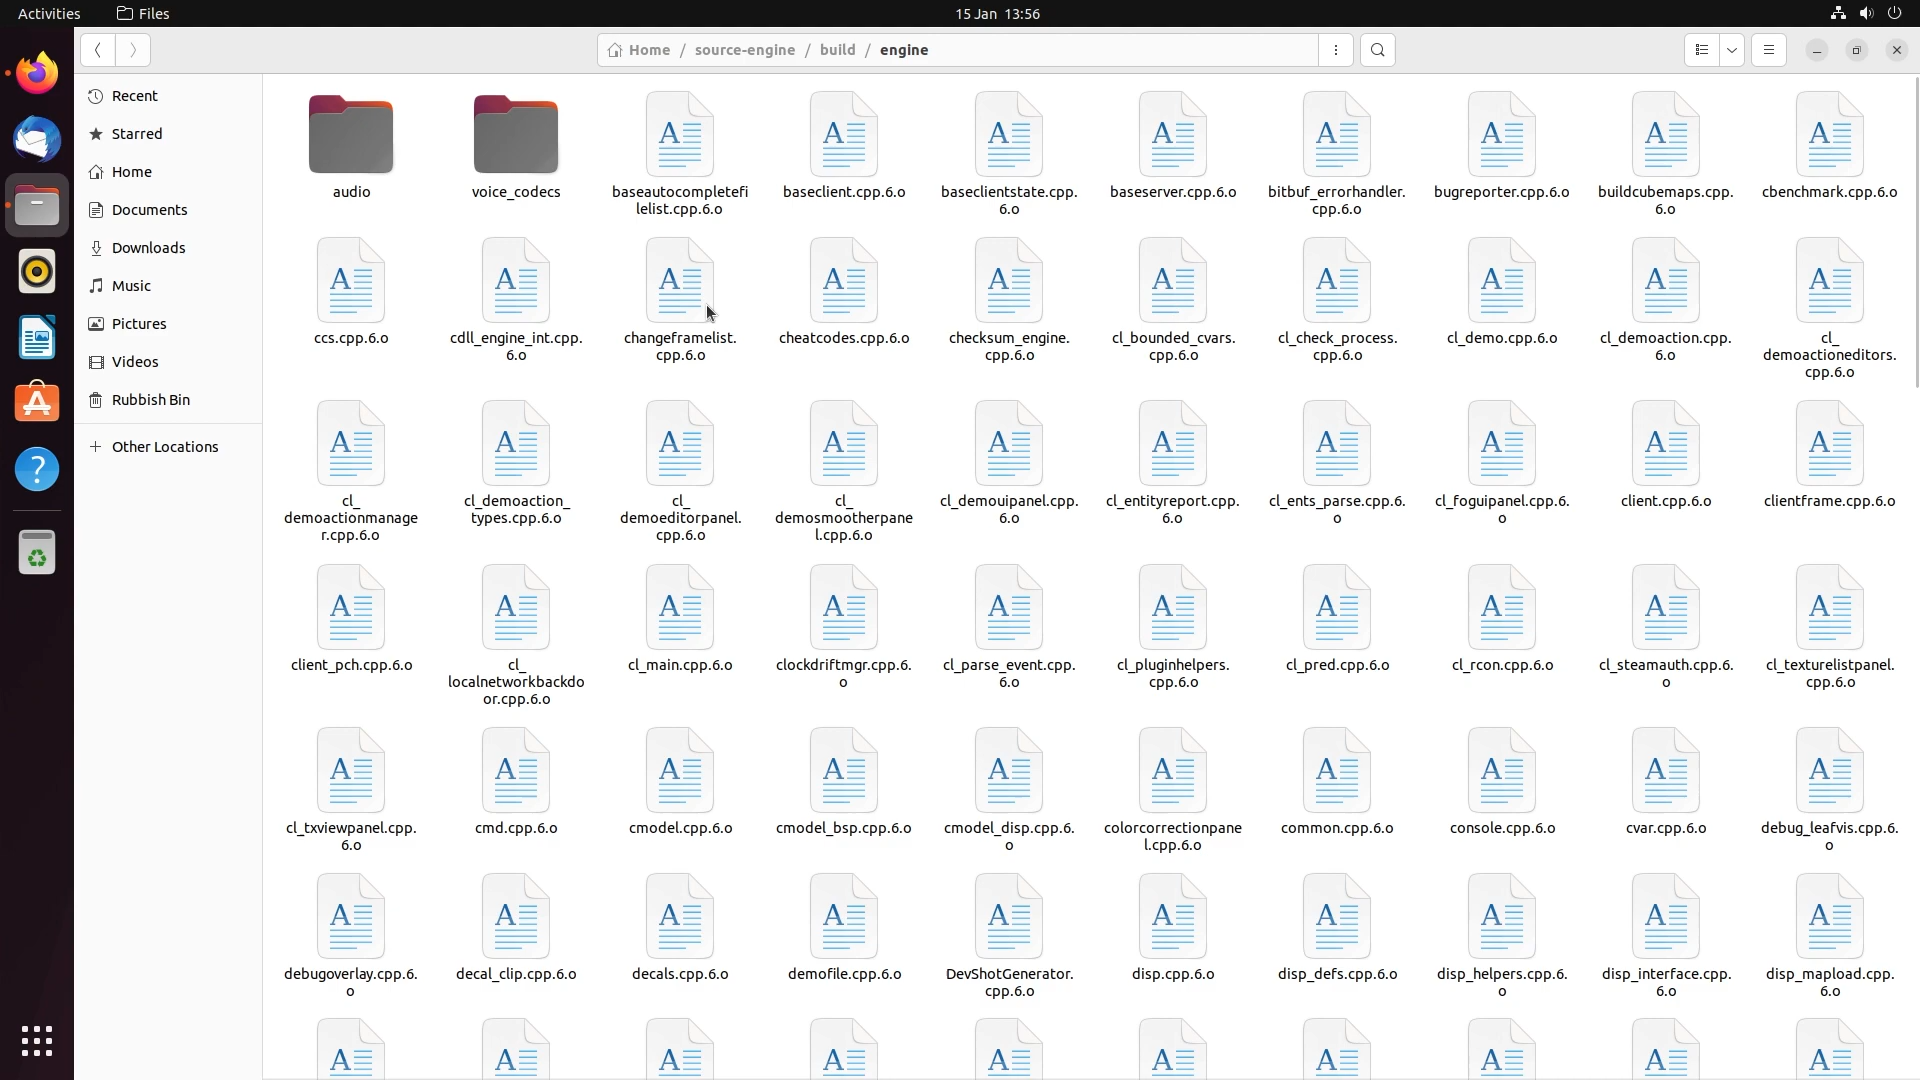 Activities
Files
15 Jan 13:56
Home / source-engine / build / engine
Recent
Starred
Home
Documents
Downloads
Music
Pictures
Videos
Rubbish Bin
Other Locations
audio
voice_codecs
baseautocompletefi
lelist.cpp.6.o
baseclient.cpp.6.o
baseclientstate.cpp.
6.o
baseserver.cpp.6.o
bitbuf_errorhandler.
cpp.6.o
bugreporter.cpp.6.o
buildcubemaps.cpp.
6.o
cbenchmark.cpp.6.o
ccs.cpp.6.o
cdll_engine_int.cpp.
6.o
changeframelist.
cpp.6.o
cheatcodes.cpp.6.o
checksum_engine.
cpp.6.o
cl_bounded_cvars.
cpp.6.o
cl_check_process.
cpp.6.o
cl_demo.cpp.6.o
cl_demoaction.cpp.
6.o
cl_
demoactioneditors.
cpp.6.o
cl_
demoactionmanage
r.cpp.6.o
cl_demoaction_
types.cpp.6.o
cl_
demoeditorpanel.
cpp.6.o
cl_
demosmootherpane
l.cpp.6.o
cl_demouipanel.cpp.
6.o
cl_entityreport.cpp.
6.o
cl_ents_parse.cpp.6.
o
cl_foguipanel.cpp.6.
o
client.cpp.6.o
clientframe.cpp.6.o
client_pch.cpp.6.o
cl_
localnetworkbackdo
or.cpp.6.o
cl_main.cpp.6.o
clockdriftmgr.cpp.6.
o
cl_parse_event.cpp.
6.o
cl_pluginhelpers.
cpp.6.o
cl_pred.cpp.6.o
cl_rcon.cpp.6.o
cl_steamauth.cpp.6.
o
cl_texturelistpanel.
cpp.6.o
cl_txviewpanel.cpp.
6.o
cmd.cpp.6.o
cmodel.cpp.6.o
cmodel_bsp.cpp.6.o
cmodel_disp.cpp.6.
o
colorcorrectionpane
l.cpp.6.o
common.cpp.6.o
console.cpp.6.o
cvar.cpp.6.o
debug_leafvis.cpp.6.
o
debugoverlay.cpp.6.
o
decal_clip.cpp.6.o
decals.cpp.6.o
demofile.cpp.6.o
DevShotGenerator.
cpp.6.o
disp.cpp.6.o
disp_defs.cpp.6.o
disp_helpers.cpp.6.
o
disp_interface.cpp.
6.o
disp_mapload.cpp.
6.o